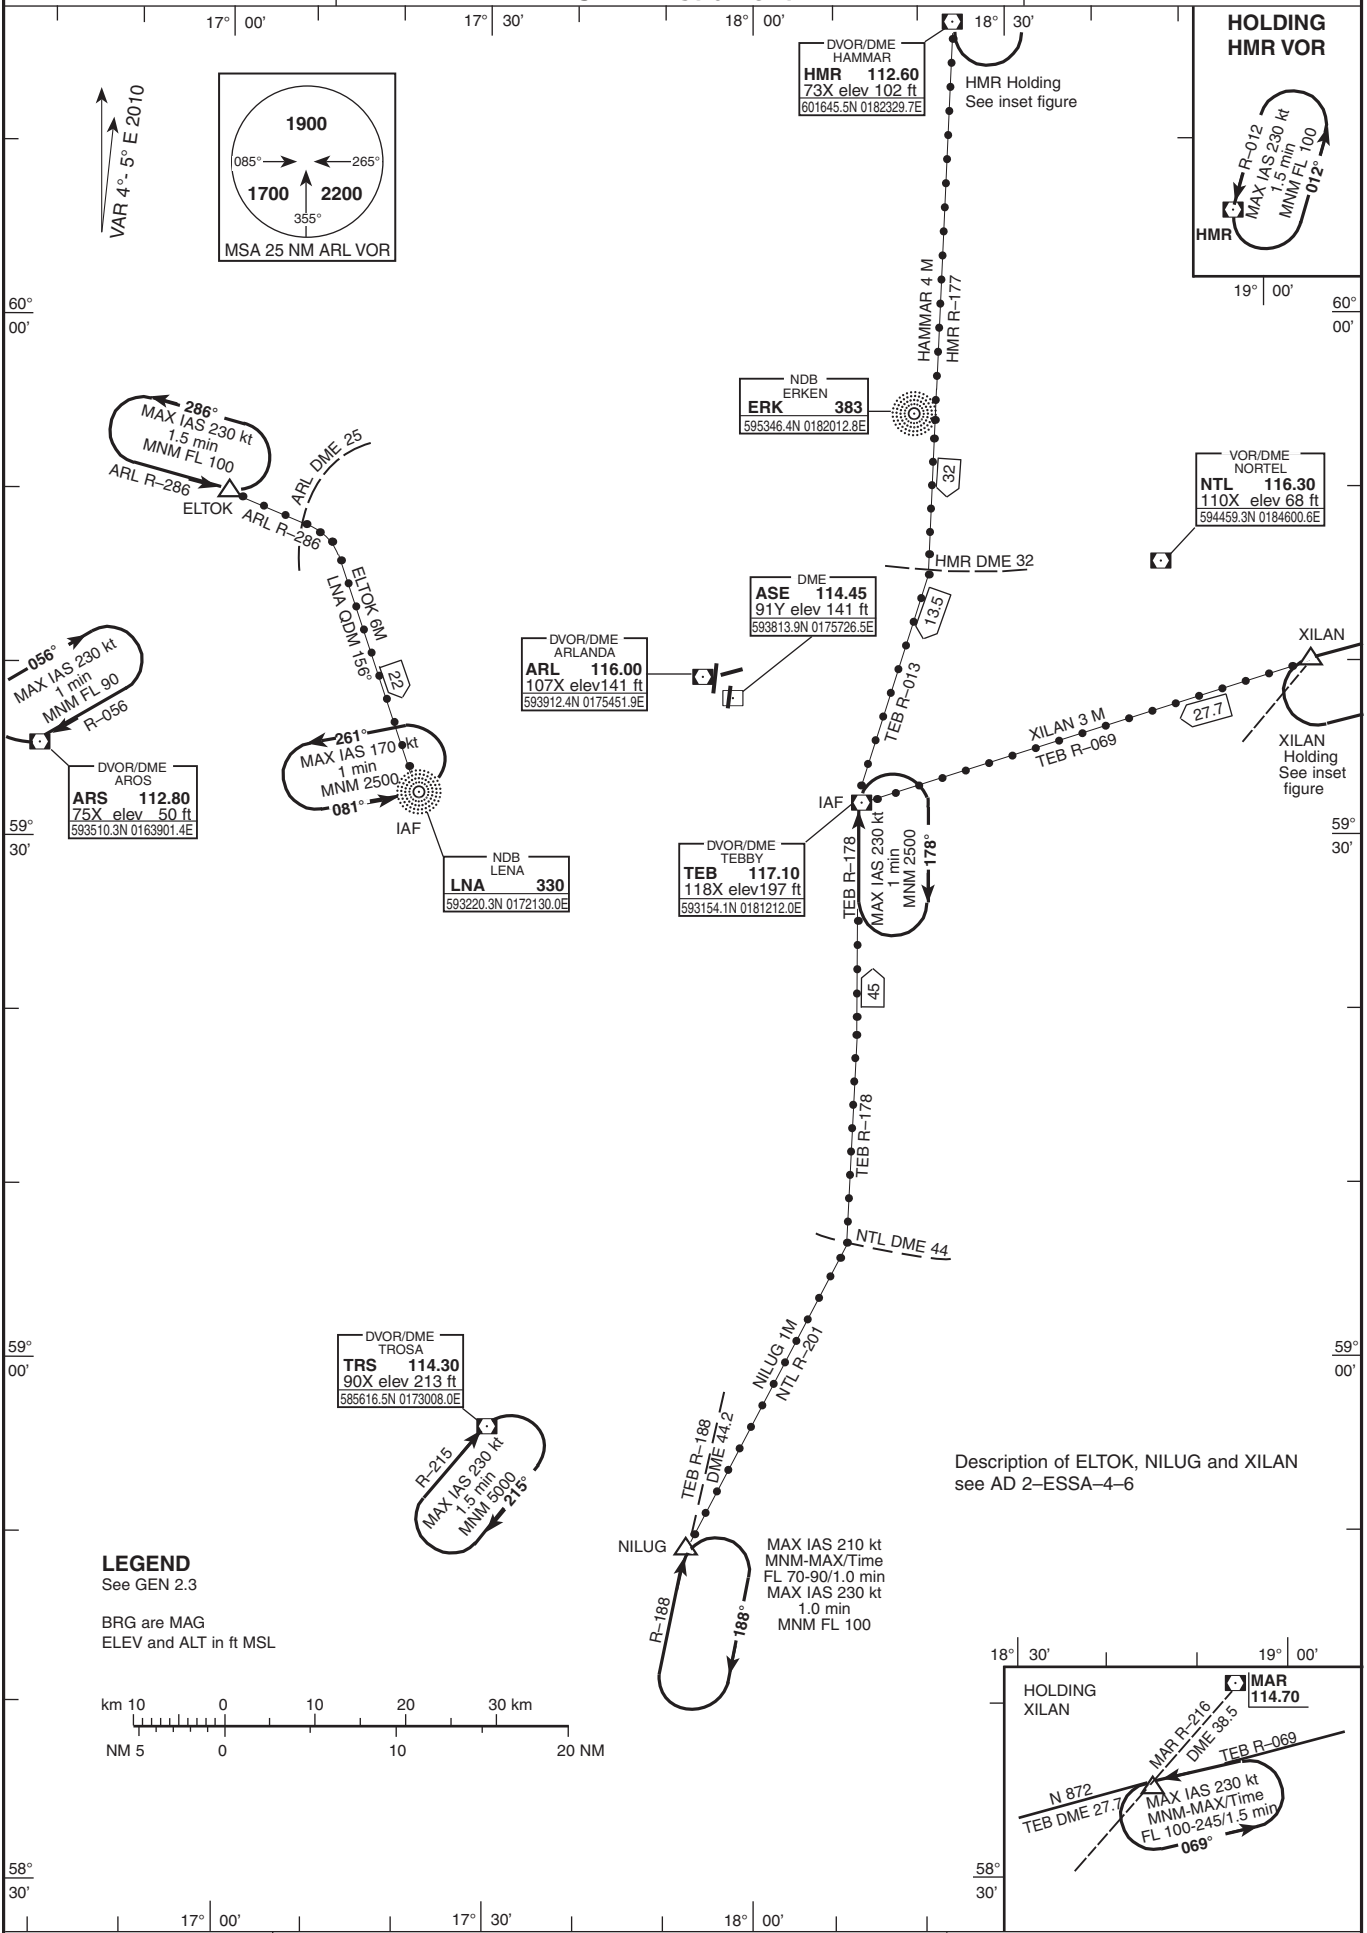 17° 00'
17° 30'
18° 00'
18° 30'
HOLDING
HMR VOR
R–012
MAX IAS 230 kt
1.5 min
MNM FL 100
012°
HMR
19° 00'
VAR 4°- 5° E 2010
1900
085°
265°
1700 2200
355°
MSA 25 NM ARL VOR
DVOR/DME
HAMMAR
HMR 112.60
73X elev 102 ft
601645.5N 0182329.7E
HMR Holding
See inset figure
60°
00'
60°
00'
HAMMAR 4 M
HMR R–177
NDB
ERKEN
ERK 383
595346.4N 0182012.8E
32
286°
MAX IAS 230 kt
1.5 min
MNM FL 100
ARL R–286
ELTOK
ARL R–286
ARL DME 25
VOR/DME
NORTEL
NTL 116.30
110X elev 68 ft
594459.3N 0184600.6E
HMR DME 32
13.5
ELTOK 6M
LNA QDM 156°
22
DME
ASE 114.45
91Y elev 141 ft
593813.9N 0175726.5E
DVOR/DME
ARLANDA
ARL 116.00
107X elev141 ft
593912.4N 0175451.9E
TEB R–013
XILAN
XILAN 3 M
TEB R–069
27.7
XILAN
Holding
See inset
figure
056°
MAX IAS 230 kt
1 min
MNM FL 90
R–056
DVOR/DME
AROS
ARS 112.80
75X elev 50 ft
593510.3N 0163901.4E
261°
MAX IAS 170 kt
1 min
MNM 2500
081°
IAF
NDB
LENA
LNA 330
593220.3N 0172130.0E
59°
30'
59°
30'
IAF
DVOR/DME
TEBBY
TEB 117.10
118X elev197 ft
593154.1N 0181212.0E
TEB R–178
MAX IAS 230 kt
1 min
MNM 2500
178°
45
TEB R–178
NTL DME 44
NILUG 1M
NTL R–201
59°
00'
59°
00'
DVOR/DME
TROSA
TRS 114.30
90X elev 213 ft
585616.5N 0173008.0E
R–215
MAX IAS 230 kt
1.5 min
MNM 5000
215°
TEB R–188
DME 44.2
Description of ELTOK, NILUG and XILAN
see AD 2–ESSA–4–6
NILUG
R–188
188°
MAX IAS 210 kt
MNM-MAX/Time
FL 70-90/1.0 min
MAX IAS 230 kt
1.0 min
MNM FL 100
LEGEND
See GEN 2.3
BRG are MAG
ELEV and ALT in ft MSL
km 10 0 10 20 30 km
NM 5 0 10 20 NM
18° 30'
19° 00'
HOLDING
XILAN
MAR
114.70
MAR R–216
DME 38.5
TEB R–069
N 872
TEB DME 27.7
MAX IAS 230 kt
MNM-MAX/Time
FL 100-245/1.5 min
069°
58°
30'
58°
30'
17° 00'
17° 30'
18° 00'